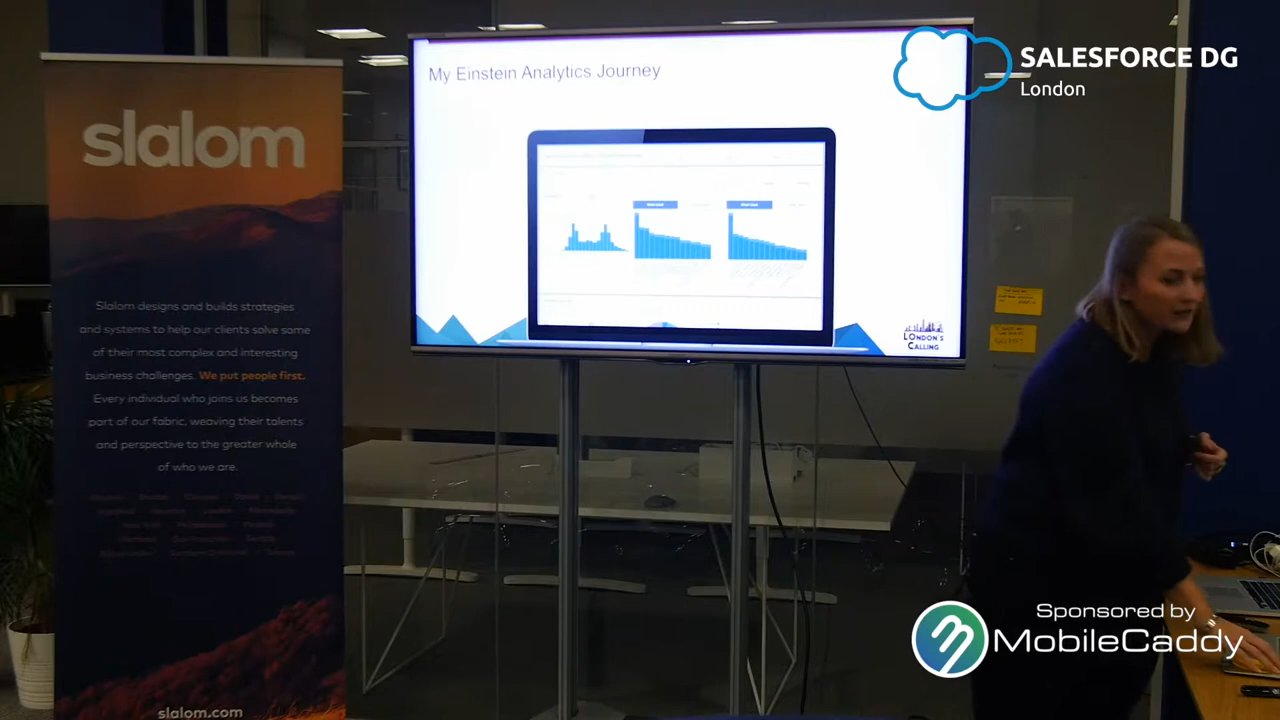 slalom
Slalom designs and builds strategies
and systems to help our clients solve some
of their most complex and interesting
business challenges. We put people first.
Every individual who joins us becomes
part of our fabric, weaving their talents
and perspective to the greater whole
of who we are.
slalom.com
My Einstein Analytics Journey
LONDON'S
CALLING
SALESFORCE DG
London
Sponsored by
MobileCaddy